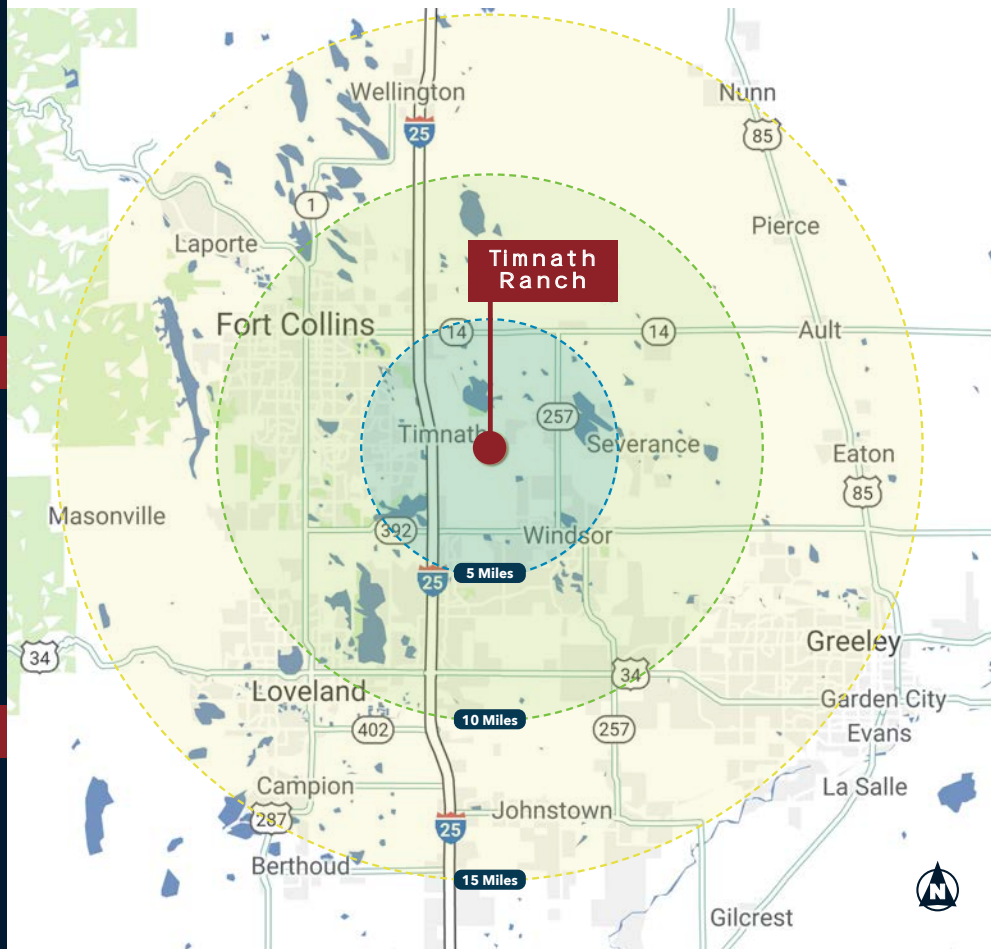 Wellington
Nunn
25
85
1
Pierce
Laporte
Timnath
Ranch
Fort Collins
14
14
Ault
257
Timnath
Severance
Eaton
85
Masonville
392
Windsor
5 Miles
25
34
Greeley
34
Loveland
Garden City
10 Miles
402
257
Evans
Campion
La Salle
287
Johnstown
25
Berthoud
15 Miles
N
Gilcrest